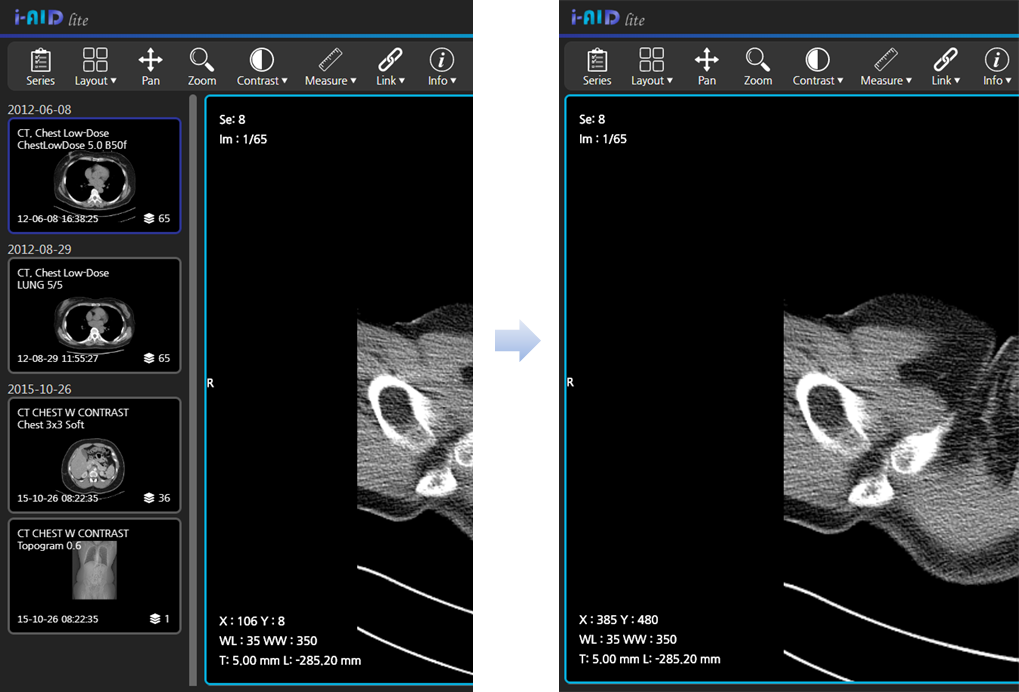 i-AID lite
Series Layout ▾ Pan Zoom Contrast ▾ Measure ▾ Link ▾ Info ▾
2012-06-08
CT, Chest Low-Dose
ChestLowDose 5.0 B50f
12-06-08 16:38:25 65
2012-08-29
CT, Chest Low-Dose
LUNG 5/5
12-08-29 11:55:27 65
2015-10-26
CT CHEST W CONTRAST
Chest 3x3 Soft
15-10-26 08:22:35 36
CT CHEST W CONTRAST
Topogram 0.6
15-10-26 08:22:35 1
Se: 8
Im : 1/65
R
X : 106 Y : 8
WL : 35 WW : 350
T: 5.00 mm L: -285.20 mm
i-AID lite
Series Layout ▾ Pan Zoom Contrast ▾ Measure ▾ Link ▾ Info ▾
Se: 8
Im : 1/65
R
X : 385 Y : 480
WL : 35 WW : 350
T: 5.00 mm L: -285.20 mm